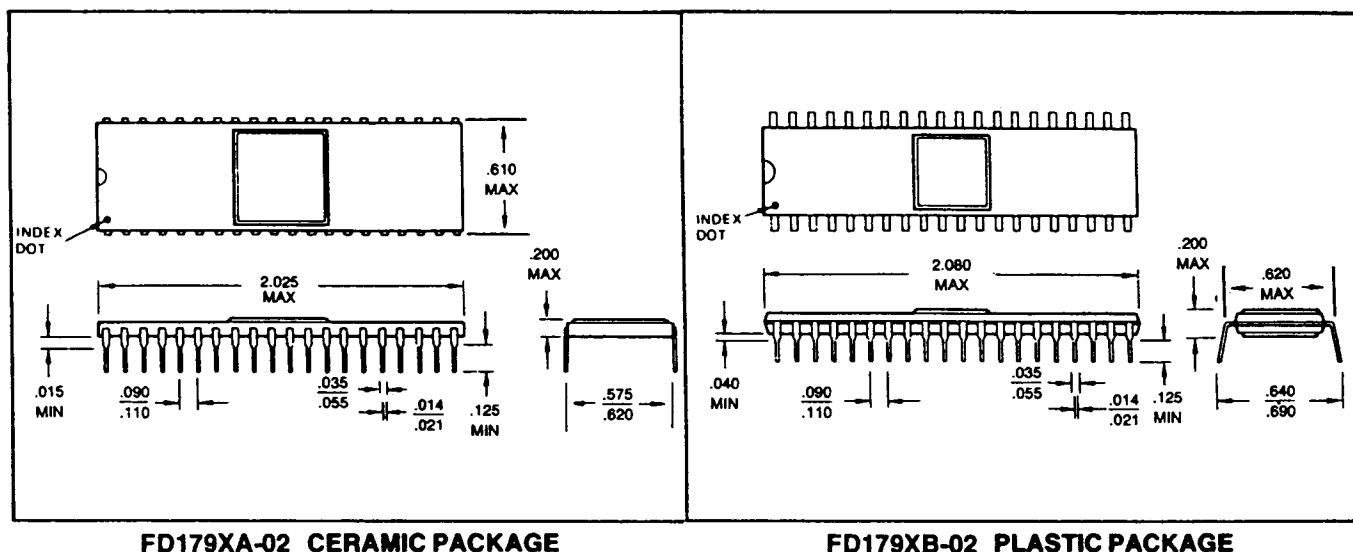 .610
MAX
INDEX
DOT
2.025
MAX
.200
MAX
.015
MIN
.090
.110
.035
.055
.014
.021
.125
MIN
.575
.620
FD179XA-02 CERAMIC PACKAGE
INDEX
DOT
2.080
MAX
.200
MAX
.620
MAX
.040
MIN
.090
.110
.035
.055
.014
.021
.125
MIN
.640
.690
FD179XB-02 PLASTIC PACKAGE